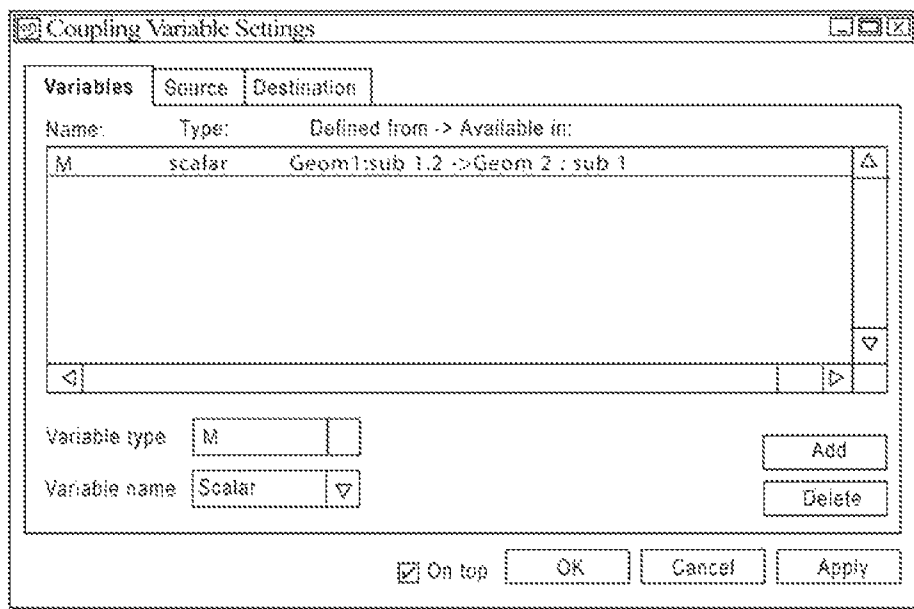 Coupling Variable Settings
Variables Source Destination
Name: Type: Defined from -> Available in:
M scalar Geom1:sub 1.2 ->Geom 2 : sub 1
Variable type M
Add
Variable name Scalar
Delete
On top OK Cancel Apply